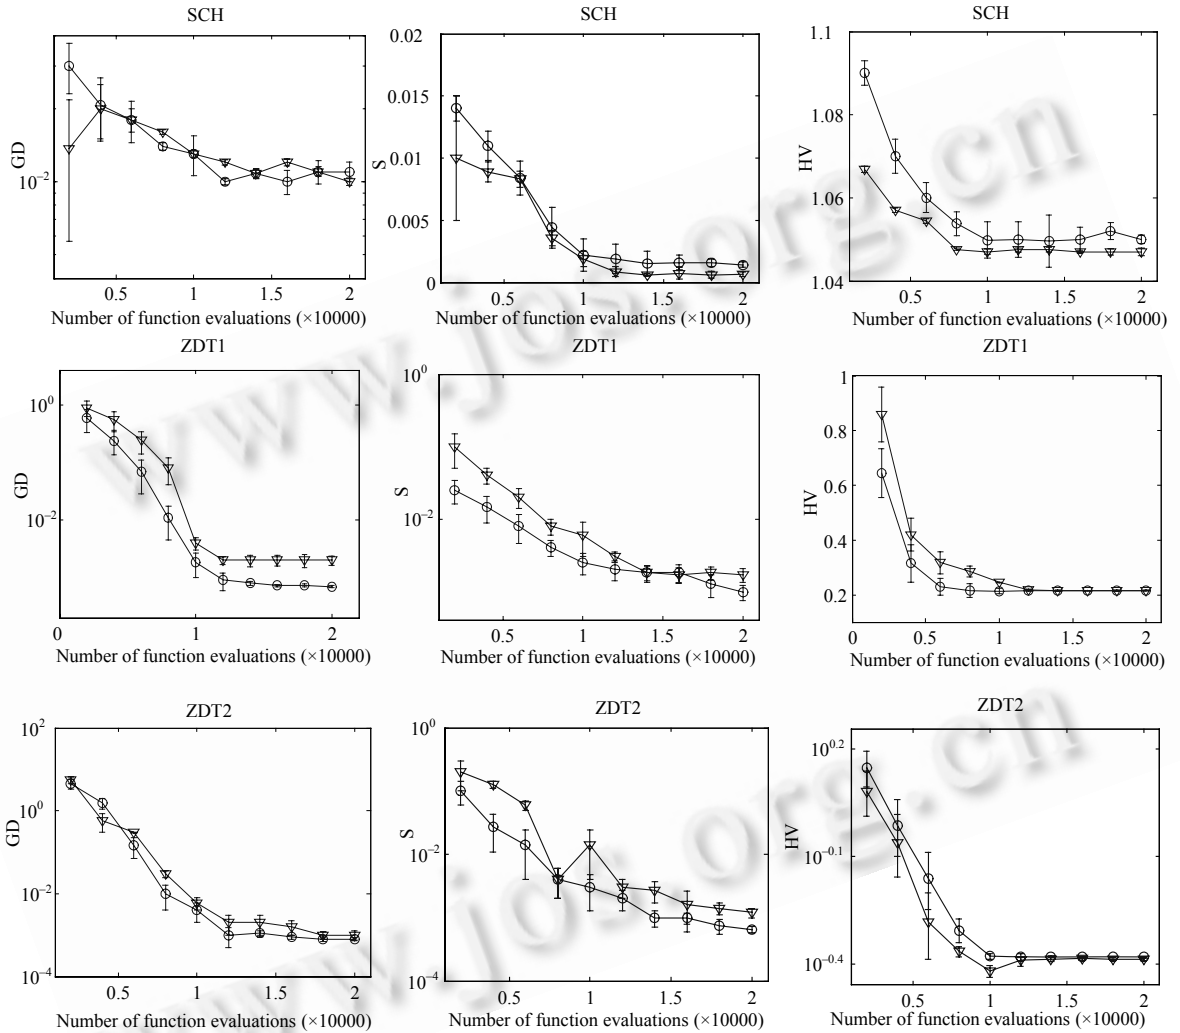 SCH
GD
10^-2
0.5
1
1.5
2
Number of function evaluations (×10000)
SCH
S
0.02
0.015
0.01
0.005
0
0.5
1
1.5
2
Number of function evaluations (×10000)
SCH
HV
1.1
1.08
1.06
1.04
0.5
1
1.5
2
Number of function evaluations (×10000)
ZDT1
GD
10^0
10^-2
0
1
2
Number of function evaluations (×10000)
ZDT1
S
10^0
10^-2
0.5
1
1.5
2
Number of function evaluations (×10000)
ZDT1
HV
1
0.8
0.6
0.4
0.2
0
0.5
1
1.5
2
Number of function evaluations (×10000)
ZDT2
GD
10^2
10^0
10^-2
10^-4
0.5
1
1.5
2
Number of function evaluations (×10000)
ZDT2
S
10^0
10^-2
10^-4
0.5
1
1.5
2
Number of function evaluations (×10000)
ZDT2
HV
10^0.2
10^-0.1
10^-0.4
0.5
1
1.5
2
Number of function evaluations (×10000)
www.jos.org.cn
www.jos.org.cn